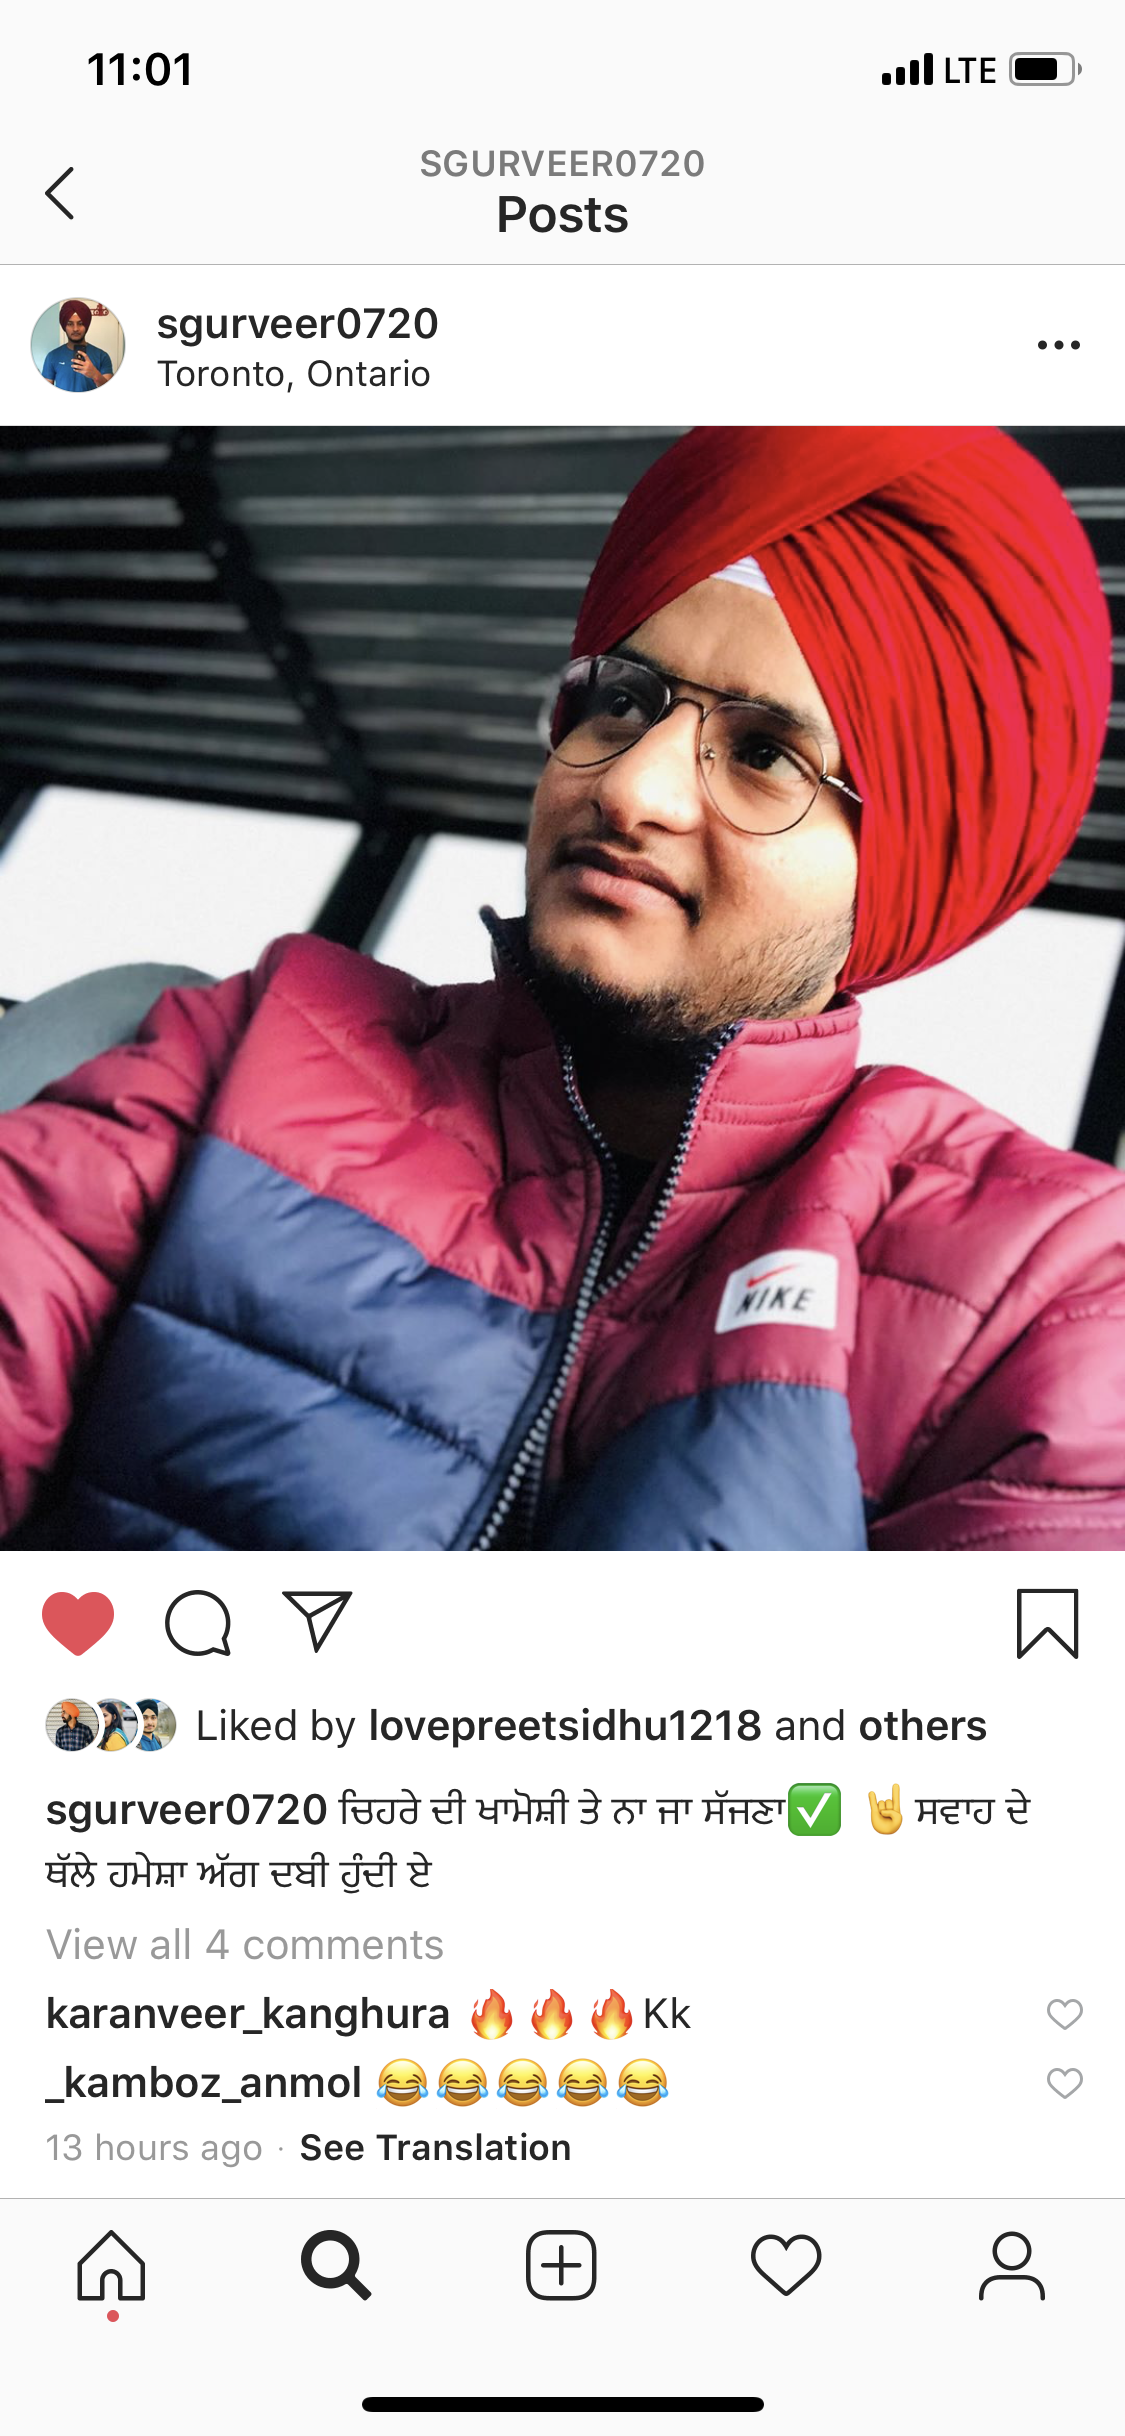 11:01
LTE
SGURVEER0720
Posts
sgurveer0720
Toronto, Ontario
NIKE
Liked by lovepreetsidhu1218 and others
sgurveer0720 ਚਿਹਰੇ ਦੀ ਖਾਮੋਸ਼ੀ ਤੇ ਨਾ ਜਾ ਸੱਜਣਾ✅ 🤘ਸਵਾਹ ਦੇ
ਥੱਲੇ ਹਮੇਸ਼ਾ ਅੱਗ ਦਬੀ ਹੁੰਦੀ ਏ
View all 4 comments
karanveer_kanghura 🔥🔥🔥Kk
_kamboz_anmol 😂😂😂😂😂
13 hours ago · See Translation